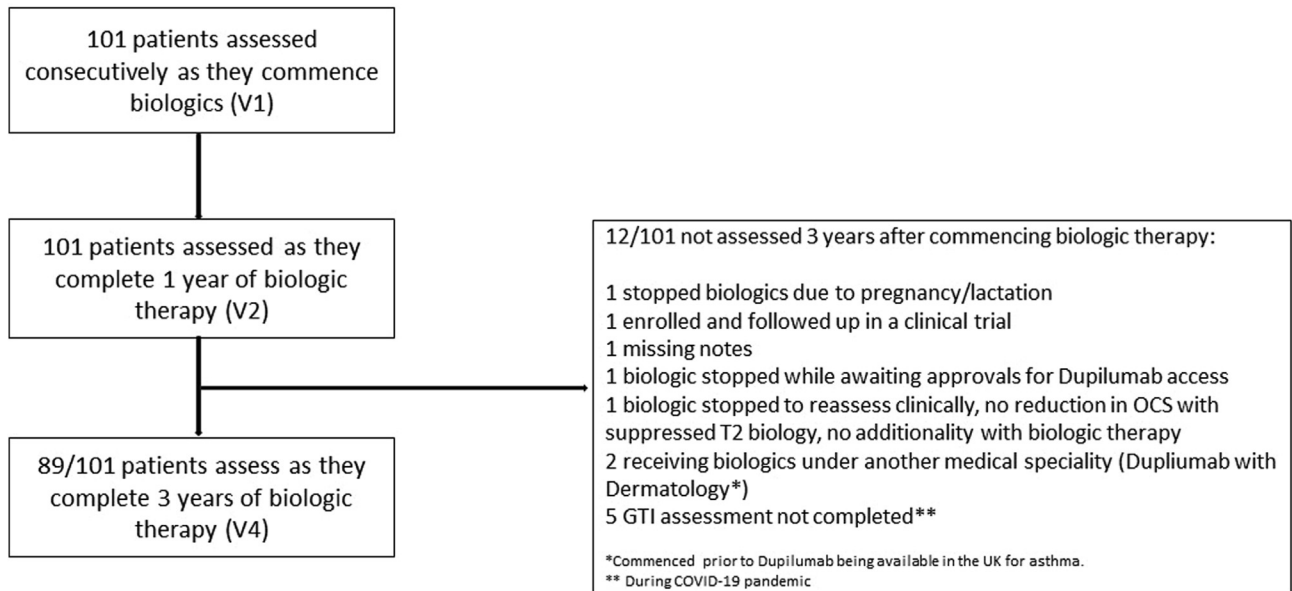 101 patients assessed
consecutively as they commence
biologics (V1)
101 patients assessed as they
complete 1 year of biologic
therapy (V2)
12/101 not assessed 3 years after commencing biologic therapy:
1 stopped biologics due to pregnancy/lactation
1 enrolled and followed up in a clinical trial
1 missing notes
1 biologic stopped while awaiting approvals for Dupilumab access
1 biologic stopped to reassess clinically, no reduction in OCS with
suppressed T2 biology, no additionality with biologic therapy
2 receiving biologics under another medical speciality (Dupliumab with
Dermatology*)
5 GTI assessment not completed**
*Commenced prior to Dupilumab being available in the UK for asthma.
** During COVID-19 pandemic
89/101 patients assess as they
complete 3 years of biologic
therapy (V4)